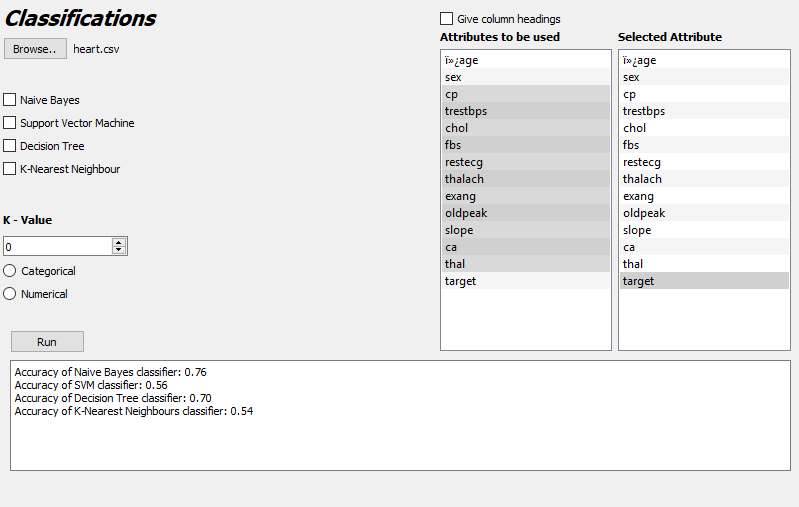 Classifications
Browse.. heart.csv
Naive Bayes
Support Vector Machine
Decision Tree
K-Nearest Neighbour
K - Value
0
Categorical
Numerical
Run
Give column headings
Attributes to be used
ï»¿age
sex
cp
trestbps
chol
fbs
restecg
thalach
exang
oldpeak
slope
ca
thal
target
Selected Attribute
ï»¿age
sex
cp
trestbps
chol
fbs
restecg
thalach
exang
oldpeak
slope
ca
thal
target
Accuracy of Naive Bayes classifier: 0.76
Accuracy of SVM classifier: 0.56
Accuracy of Decision Tree classifier: 0.70
Accuracy of K-Nearest Neighbours classifier: 0.54